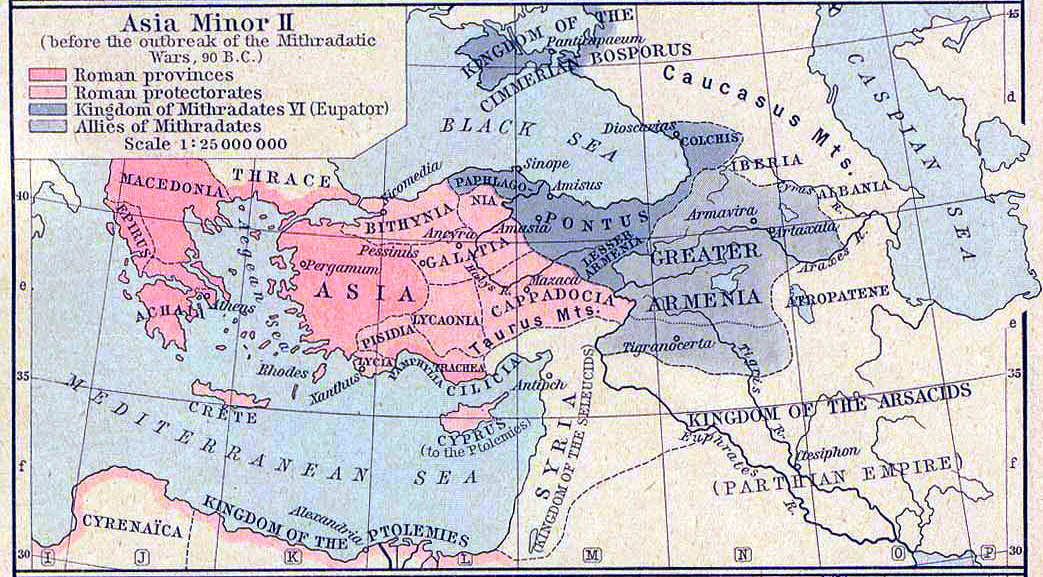 Asia Minor II
(before the outbreak of the Mithradatic
Wars, 90 B.C.)
Roman provinces
Roman protectorates
Kingdom of Mithradates VI (Eupator)
Allies of Mithradates
Scale 1:25 000 000
KINGDOM OF THE
CIMMERIAN BOSPORUS
Panticapaeum
Caucasus Mts.
CASPIAN
SEA
45
d
BLACK
SEA
Dioscurias
COLCHIS
IBERIA
ALBANIA
Cyrus
R.
THRACE
MACEDONIA
Nicomedia
Sinope
PAPHLAGO-
NIA
Amisus
40
EPIRUS
Aegean
Sea
BITHYNIA
Ancyra
Amasia
PONTUS
Armavira
Artaxata
Pessinus
GALATIA
LESSER
ARMENIA
GREATER
ARMENIA
Araxes R.
Pergamum
ASIA
Halys R.
Mazaca
CAPPADOCIA
ATROPATENE
e
ACHAIA
Athens
LYCAONIA
Taurus Mts.
PISIDIA
Tigranocerta
e
LYCIA
PAMPHYLIA
TRACHEA
CILICIA
Rhodes
Xanthus
Antioch
Tigris
R.
35
35
CRETE
CYPRUS
(to the Ptolemies)
KINGDOM OF THE ARSACIDS
(PARTHIAN EMPIRE)
Euphrates
R.
Ctesiphon
MEDITERRANEAN
SEA
SYRIA
(KINGDOM OF THE SELEUCIDS)
f
f
CYRENAÏCA
KINGDOM OF THE PTOLEMIES
Alexandria
30
I
J
K
L
M
N
O
P
30